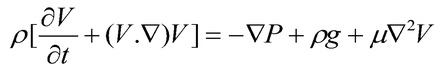 ρ[∂V/∂t + (V.∇)V] = −∇P + ρg + μ∇²V